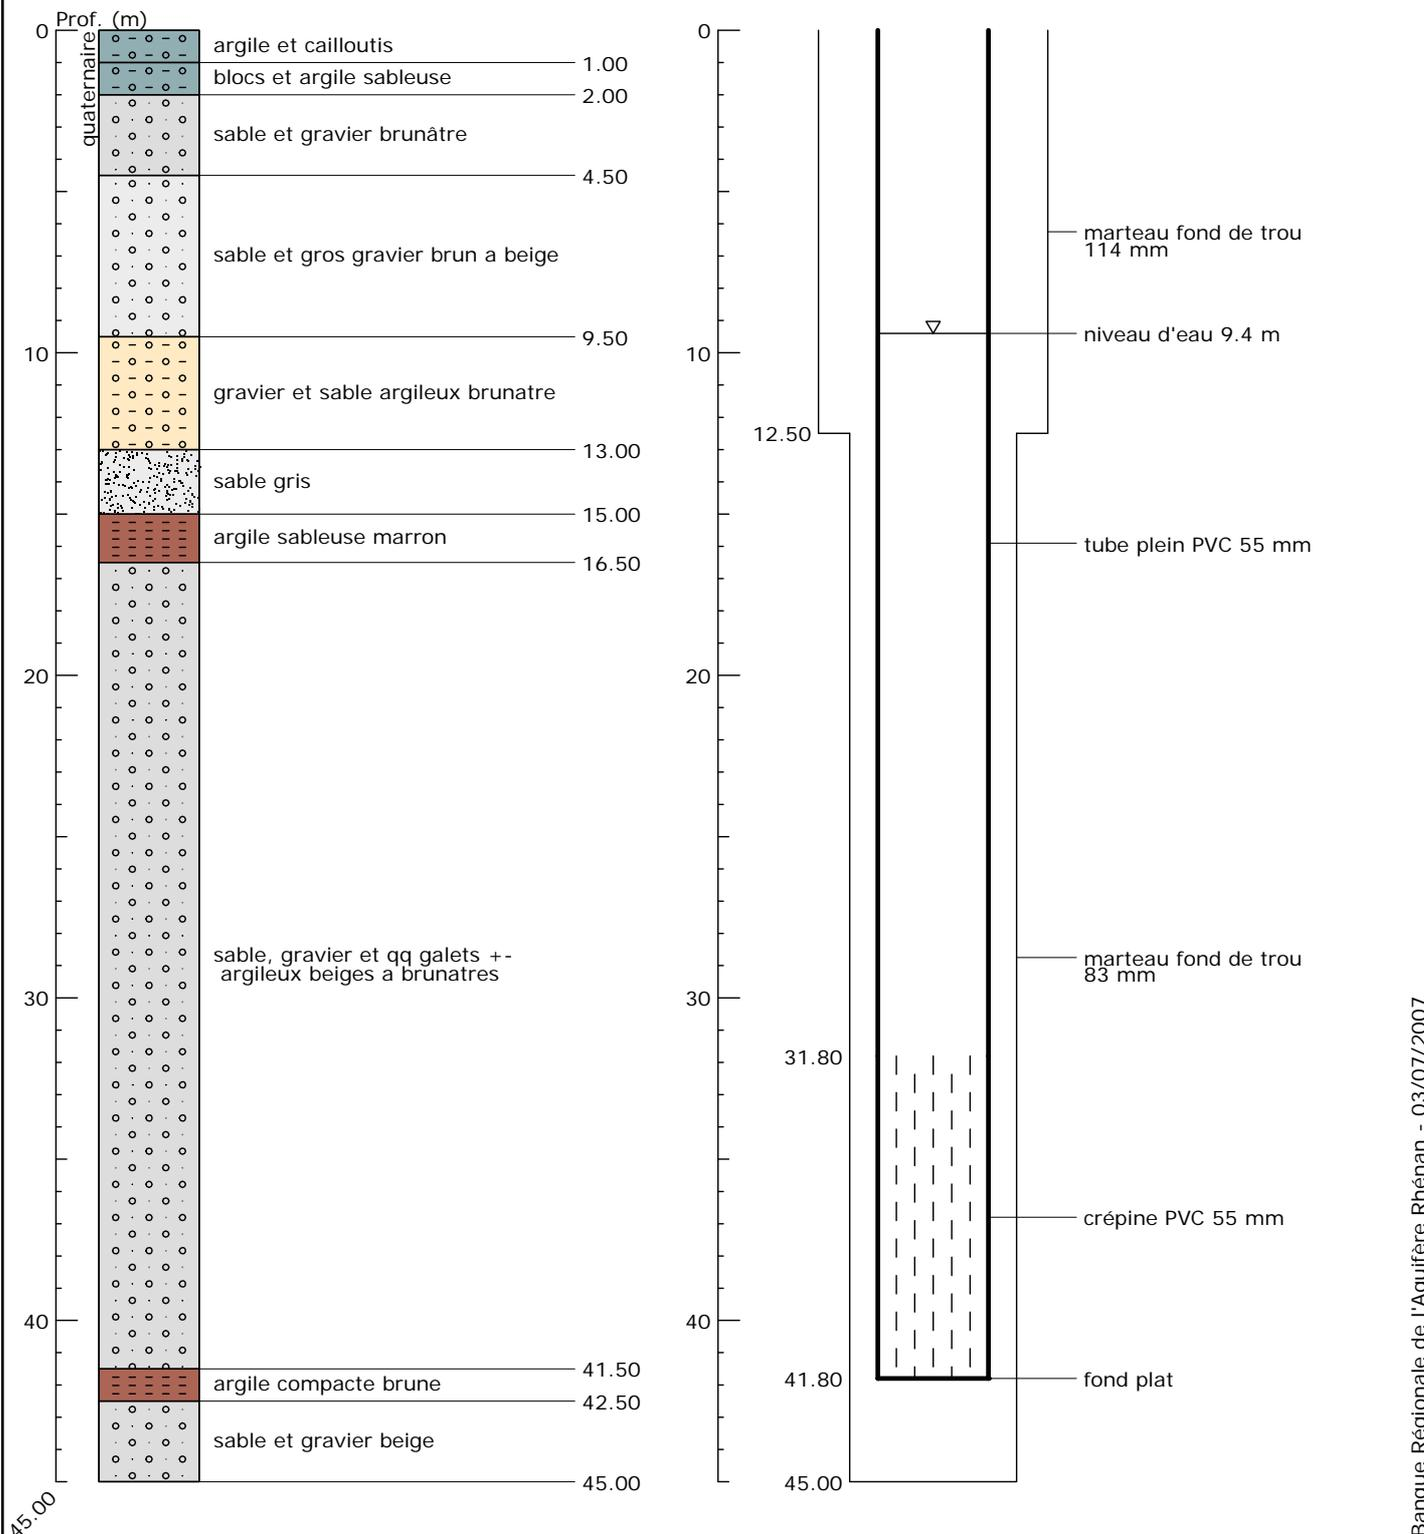 Prof. (m)
quaternaire
0
argile et cailloutis
1.00
blocs et argile sableuse
2.00
sable et gravier brunâtre
4.50
sable et gros gravier brun a beige
9.50
10
gravier et sable argileux brunatre
13.00
sable gris
15.00
argile sableuse marron
16.50
20
sable, gravier et qq galets +-
argileux beiges a brunatres
30
40
41.50
argile compacte brune
42.50
sable et gravier beige
45.00
45.00
0
marteau fond de trou
114 mm
niveau d'eau 9.4 m
10
12.50
tube plein PVC 55 mm
20
marteau fond de trou
83 mm
30
31.80
crépine PVC 55 mm
40
41.80
fond plat
45.00
Banque Régionale de l'Aquifère Rhénan - 03/07/2007